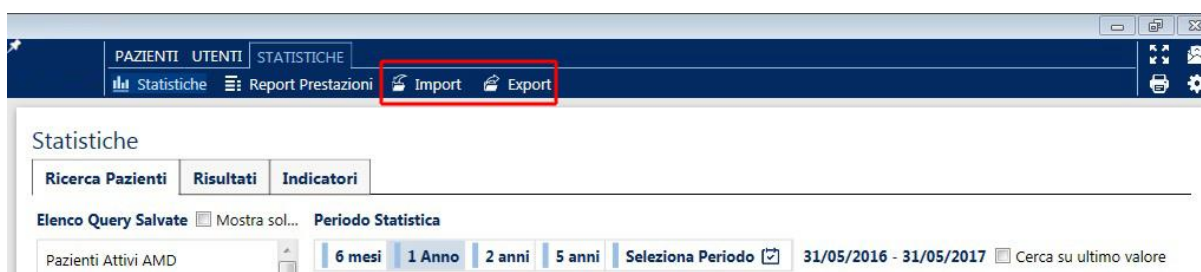 PAZIENTI UTENTI STATISTICHE
Statistiche Report Prestazioni Import Export
Statistiche
Ricerca Pazienti Risultati Indicatori
Elenco Query Salvate Mostra sol... Periodo Statistica
Pazienti Attivi AMD 6 mesi 1 Anno 2 anni 5 anni Seleziona Periodo 31/05/2016 - 31/05/2017 Cerca su ultimo valore